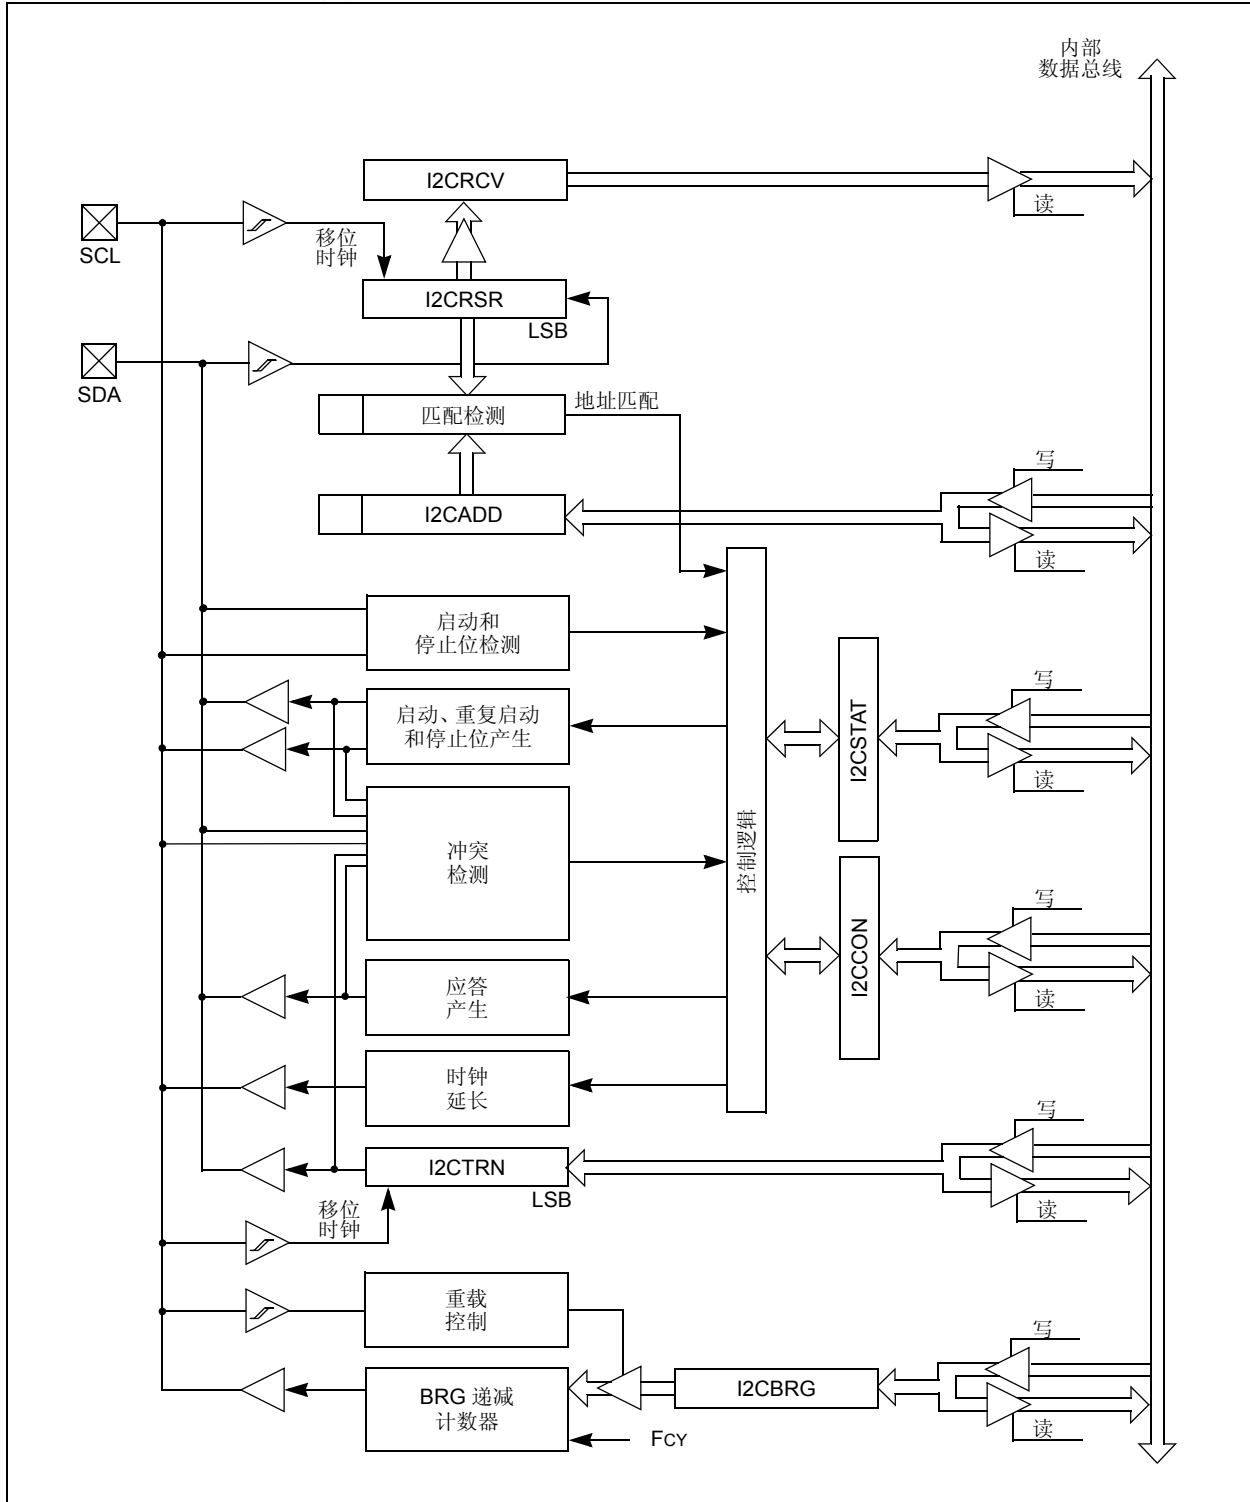 内部
数据总线
I2CRCV
读
SCL
移位
时钟
I2CRSR
LSB
SDA
地址匹配
匹配检测
写
I2CADD
读
启动和
停止位检测
启动、重复启动
和停止位产生
写
I2CSTAT
读
冲突
检测
控制逻辑
写
I2CCON
读
应答
产生
时钟
延长
写
I2CTRN
LSB
读
移位
时钟
重载
控制
写
BRG 递减
计数器
I2CBRG
读
FCY